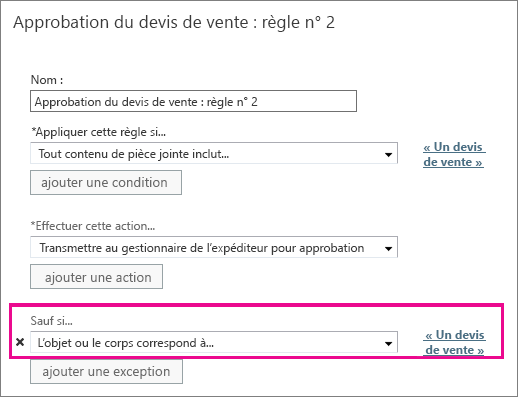 Approbation du devis de vente : règle n° 2
Nom :
Approbation du devis de vente : règle n° 2
*Appliquer cette règle si...
Tout contenu de pièce jointe inclut...
« Un devis
de vente »
ajouter une condition
*Effectuer cette action...
Transmettre au gestionnaire de l'expéditeur pour approbation
ajouter une action
Sauf si...
L'objet ou le corps correspond à...
« Un devis
de vente»
ajouter une exception